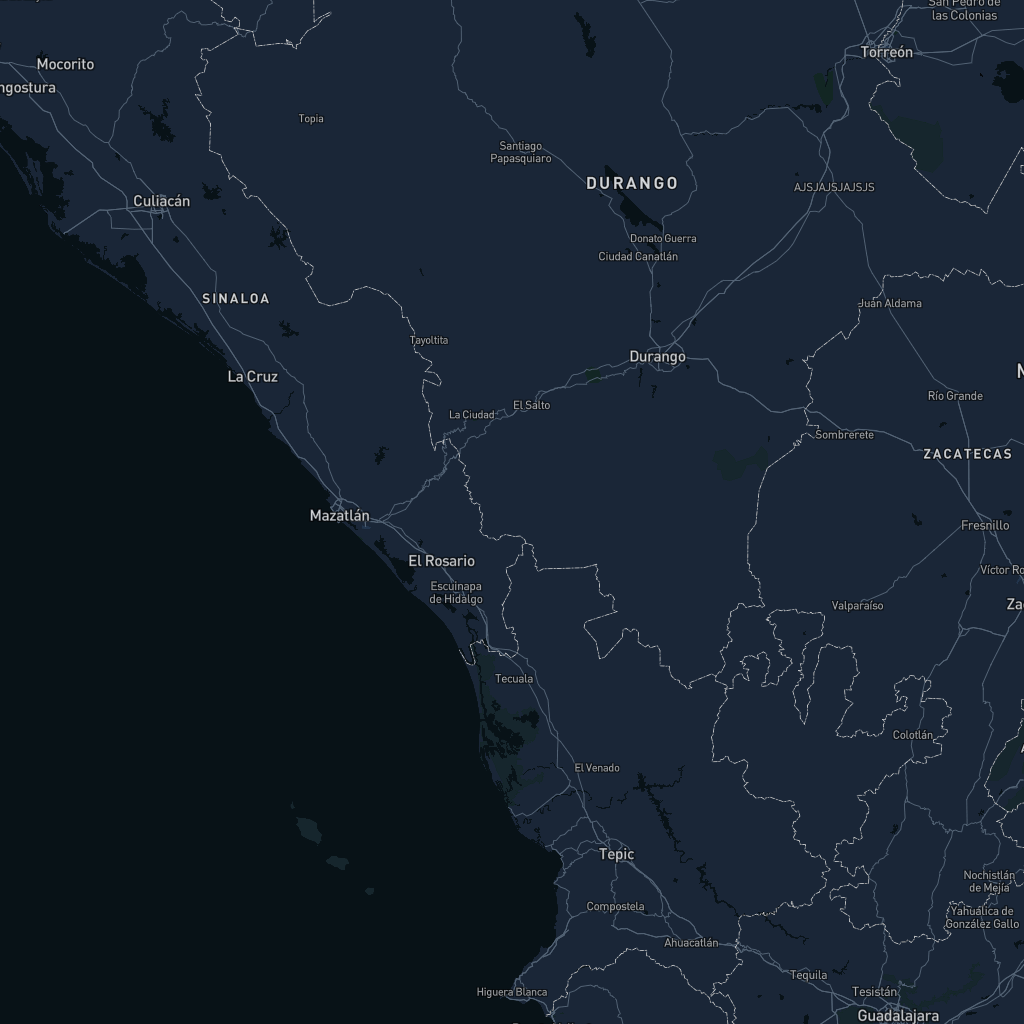 San Pedro de
las Colonias
Torreón
Mocorito
ngostura
Topia
Santiago
Papasquiaro
DURANGO
AJSJAJSJAJSJS
Culiacán
Donato Guerra
Ciudad Canatlán
SINALOA
Juán Aldama
Tayoltita
Durango
La Cruz
El Salto
La Ciudad
Río Grande
Sombrerete
ZACATECAS
Mazatlán
Fresnillo
El Rosario
Víctor Ro
Escuinapa
de Hidalgo
Valparaíso
Za
Tecuala
Colotlán
El Venado
Tepic
Nochistlán
de Mejía
Compostela
Yahuálica de
González Gallo
Ahuacatlán
Tequila
Higuera Blanca
Tesistán
Guadalajara